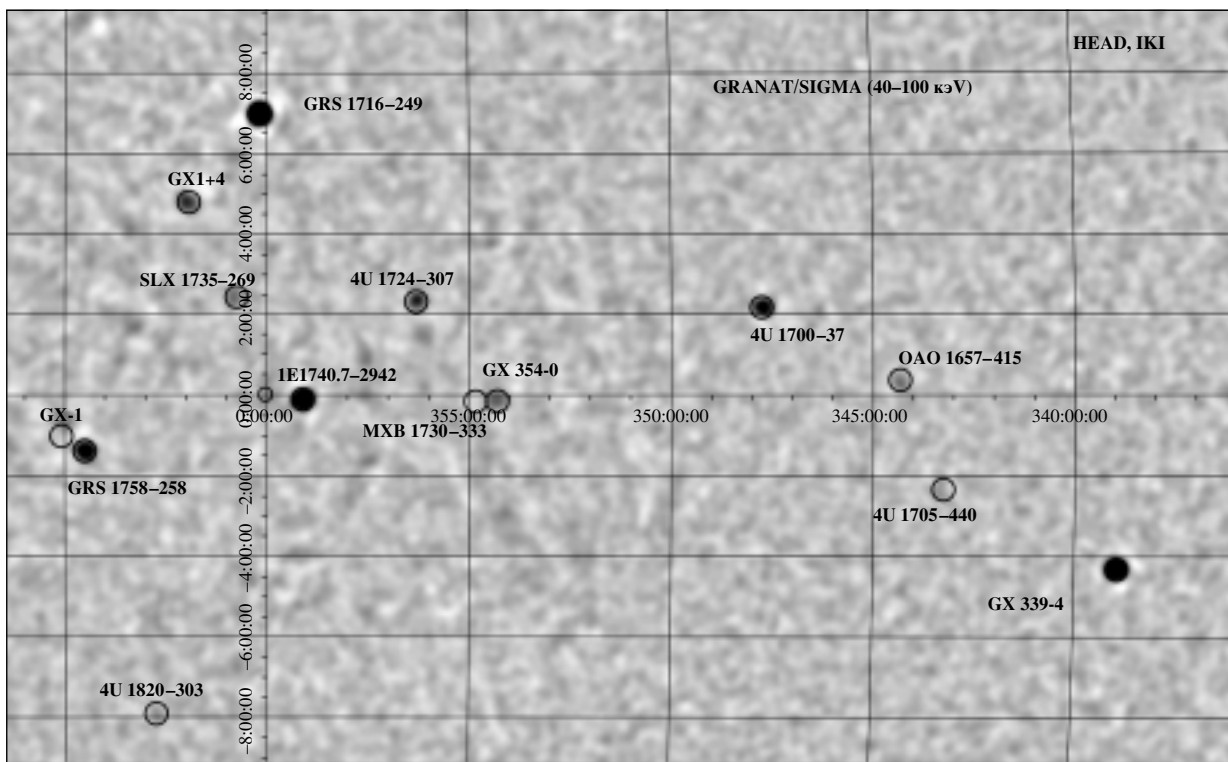 HEAD, IKI
GRANAT/SIGMA (40–100 кэV)
8:00:00
GRS 1716–249
6:00:00
GX1+4
4:00:00
SLX 1735–269
4U 1724–307
2:00:00
4U 1700–37
OAO 1657–415
1E1740.7–2942
GX 354-0
0:00:00
0:00:00
355:00:00
350:00:00
345:00:00
340:00:00
GX-1
MXB 1730–333
GRS 1758–258
–2:00:00
4U 1705–440
–4:00:00
GX 339-4
–6:00:00
4U 1820–303
–8:00:00